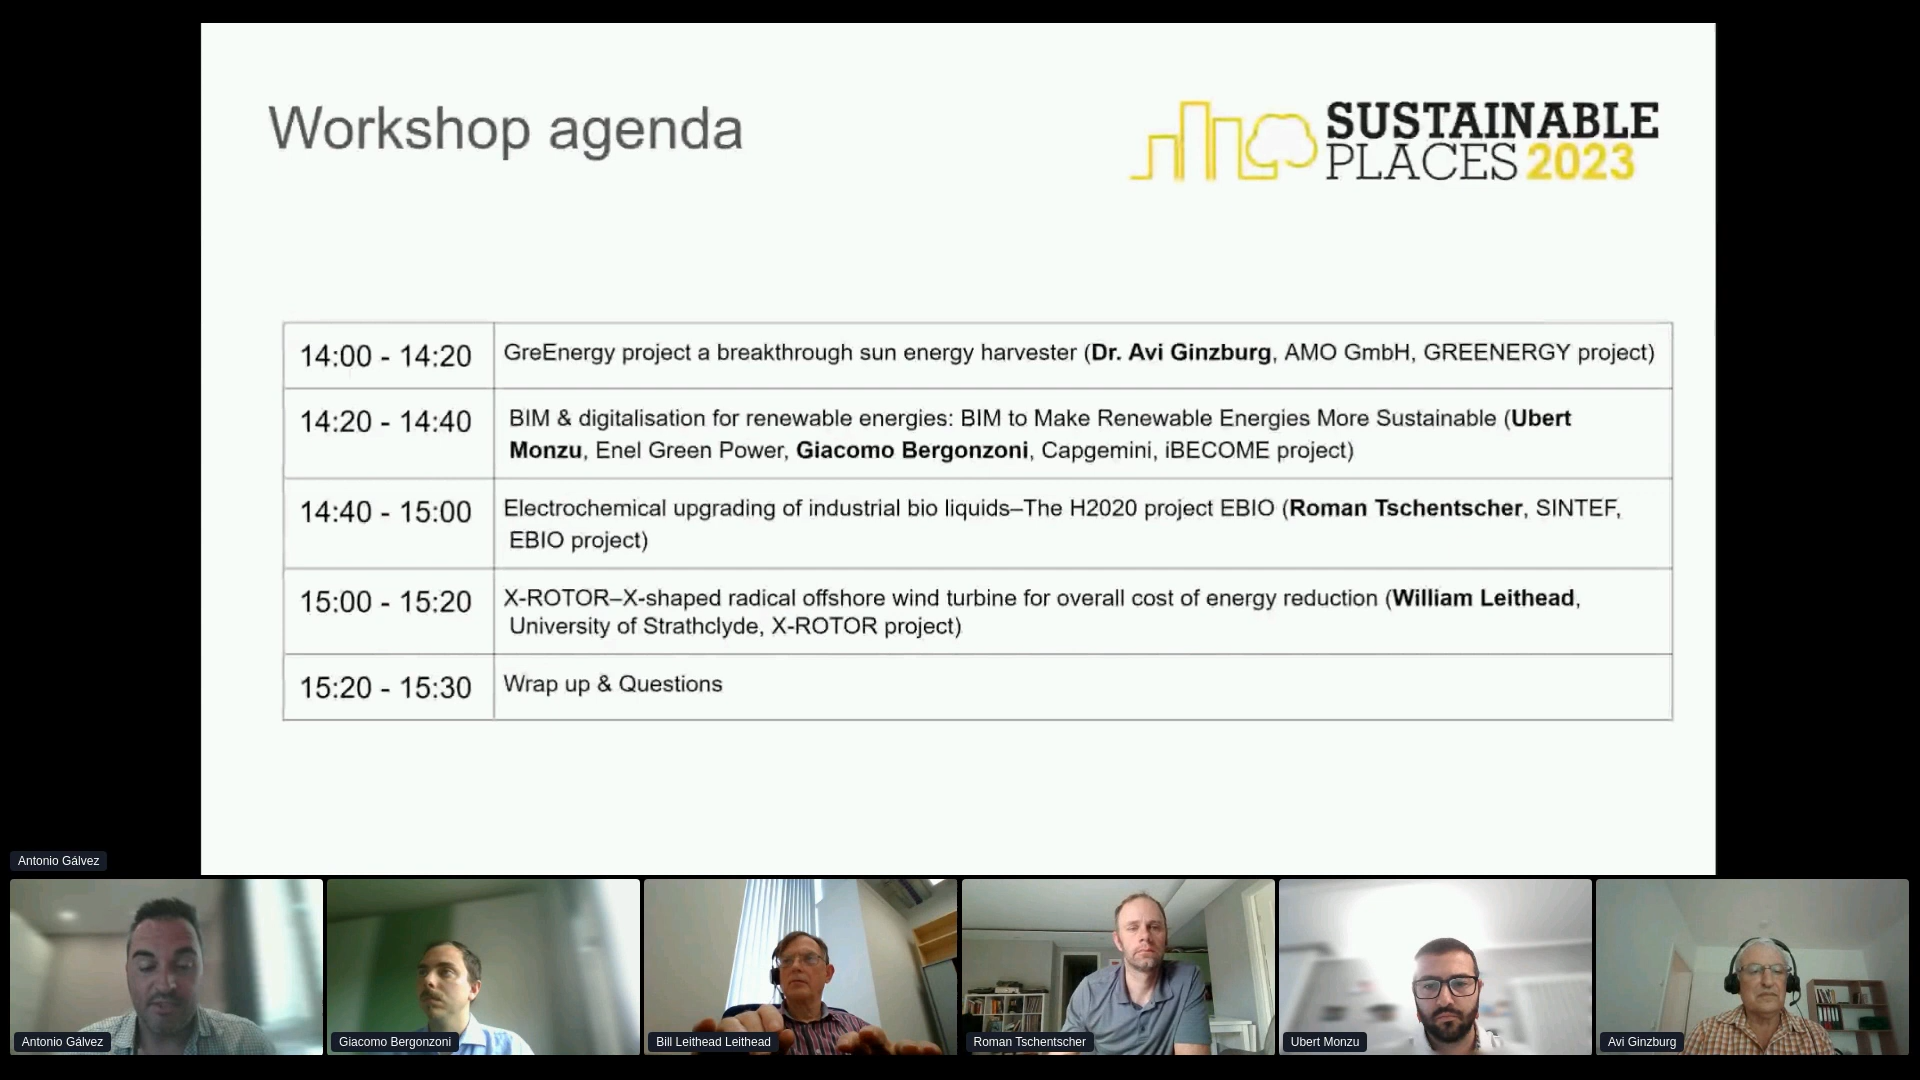 Workshop agenda
SUSTAINABLE
PLACES 2023
14:00 - 14:20
GreEnergy project a breakthrough sun energy harvester (Dr. Avi Ginzburg, AMO GmbH, GREENERGY project)
14:20 - 14:40
BIM & digitalisation for renewable energies: BIM to Make Renewable Energies More Sustainable (Ubert
Monzu, Enel Green Power, Giacomo Bergonzoni, Capgemini, iBECOME project)
14:40 - 15:00
Electrochemical upgrading of industrial bio liquids–The H2020 project EBIO (Roman Tschentscher, SINTEF,
EBIO project)
15:00 - 15:20
X-ROTOR–X-shaped radical offshore wind turbine for overall cost of energy reduction (William Leithead,
University of Strathclyde, X-ROTOR project)
15:20 - 15:30
Wrap up & Questions
Antonio Gálvez
Antonio Gálvez
Giacomo Bergonzoni
Bill Leithead Leithead
Roman Tschentscher
Ubert Monzu
Avi Ginzburg